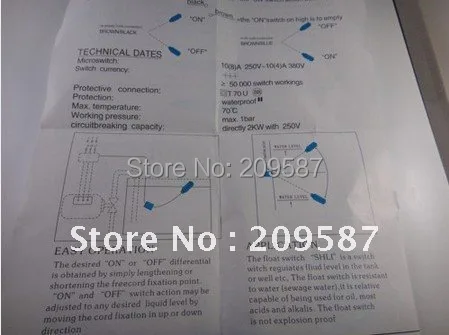 black,
brown,
"ON"
BROWN/BLACK
"OFF"
the "ON" switch on high is to empty
"OFF"
BROWN/BLUE
"ON"
TECHNICAL DATES
Microswitch: 10(8)A 250V~10(4)A 380V
Switch currency:
≥ 50 000 switch workings
Protective connection:
Protection: T 70 U
waterproof
Max. temperature: 70℃
Working pressure: max. 1bar
circuitbreaking capacity: directly 2KW with 250V
WATER LEVEL
WATER LEVEL
Store No: 209587
Store No : 209587
EAST OPERATION
The desired "ON" or "OFF" differential
is obtained by simply lengthening or
shortening the freecord fixation point.
"ON" and "OFF" switch action may be
adjusted to any desired liquid level by
moving the cord fixation in up or down
direction
APPLICATION
The float switch "SHLI" is a switch
witch regutates (fluid level in the tank
or well etc. The float switch is resistant
to water (sewage water), it is relative
capable of being used for oil, most
acids and alkalis. The float switch
is not explosion proof